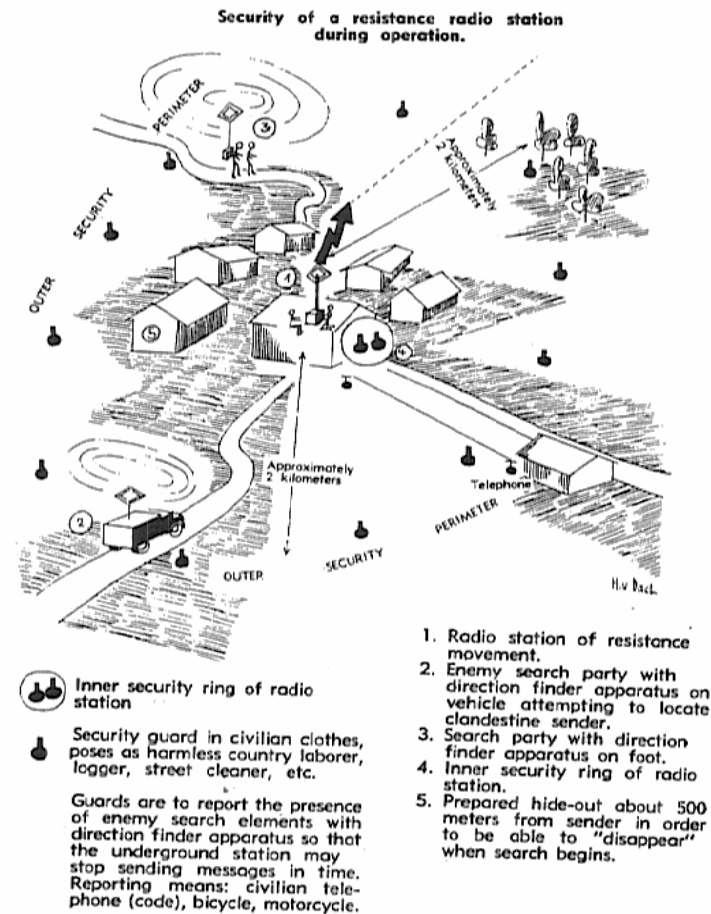 Security of a resistance radio station
during operation.
PERIMETER
3
SECURITY
OUTER
Approximately
2 kilometers
1
5
4
Approximately
2 kilometers
Telephone
2
PERIMETER
SECURITY
OUTER
H.v Dach
Inner security ring of radio
station
Security guard in civilian clothes,
poses as harmless country laborer,
logger, street cleaner, etc.
Guards are to report the presence
of enemy search elements with
direction finder apparatus so that
the underground station may
stop sending messages in time.
Reporting means: civilian tele-
phone (code), bicycle, motorcycle.
1. Radio station of resistance
movement.
2. Enemy search party with
direction finder apparatus on
vehicle attempting to locate
clandestine sender.
3. Search party with direction
finder apparatus on foot.
4. Inner security ring of radio
station.
5. Prepared hide-out about 500
meters from sender in order
to be able to "disappear"
when search begins.